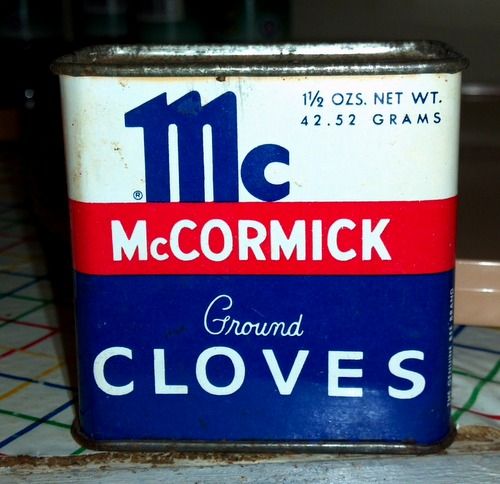 1½ OZS. NET WT.
42.52 GRAMS
Mc
®
McCORMICK
Ground
CLOVES